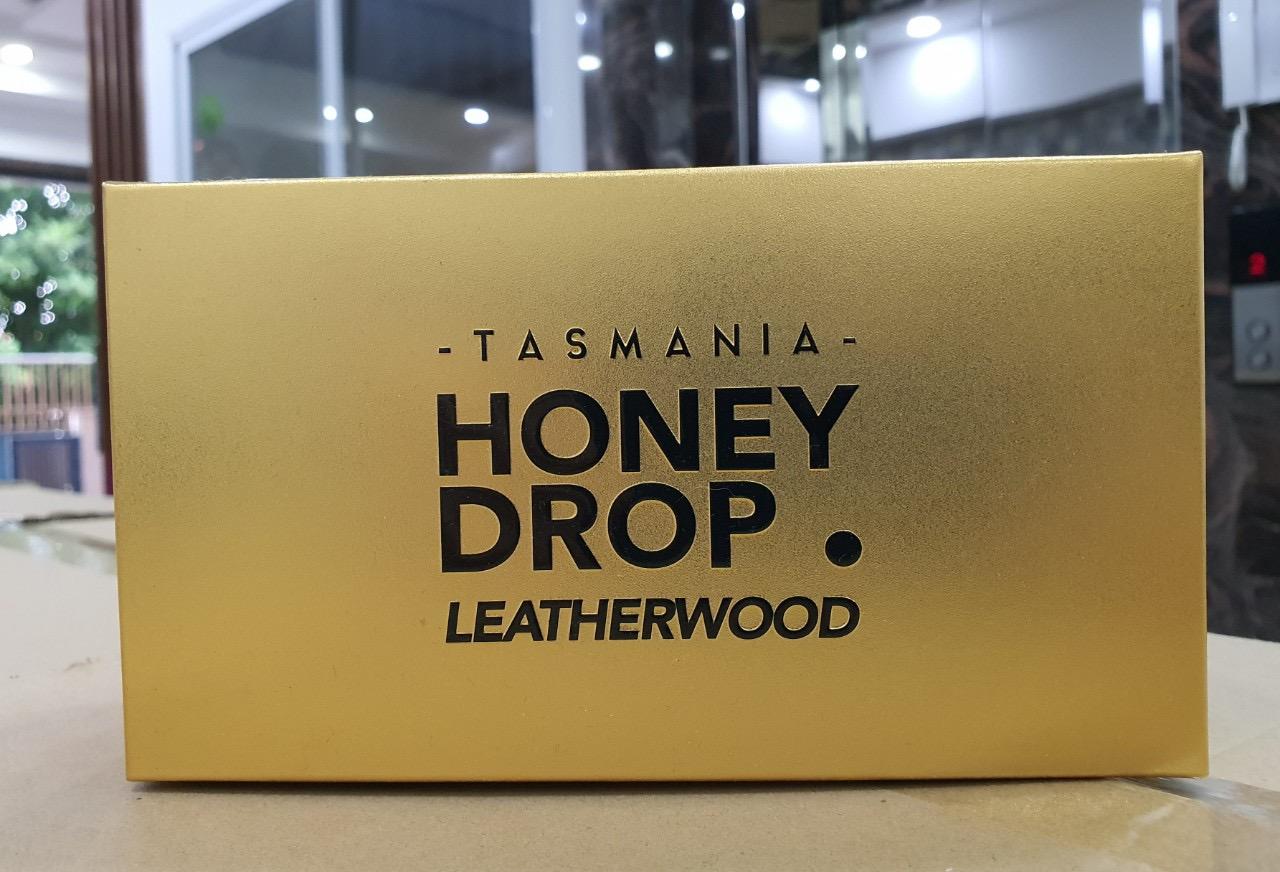 -TASMANIA-
HONEY
DROP.
LEATHERWOOD